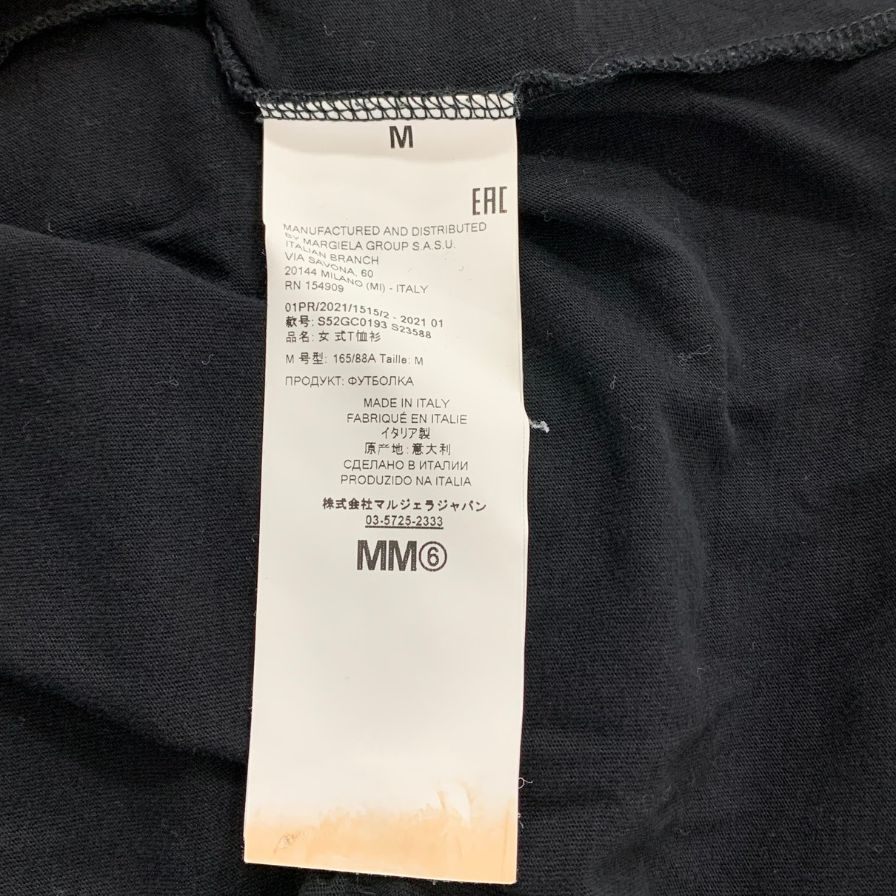 M
EAC
MANUFACTURED AND DISTRIBUTED
BY MARGIELA GROUP S.A.S.U.
ITALIAN BRANCH
VIA SAVONA, 60
20144 MILANO (MI) - ITALY
RN 154909
01PR/2021/1515/2 - 2021 01
款号: S52GC0193 S23588
品名: 女式T恤衫
M 号型: 165/88A Taille: M
ПРОДУКТ: ФУТБОЛКА
MADE IN ITALY
FABRIQUÉ EN ITALIE
イタリア製
原产地:意大利
СДЕЛАНО В ИТАЛИИ
PRODUZIDO NA ITALIA
株式会社マルジェラジャパン
03-5725-2333
MM⑥